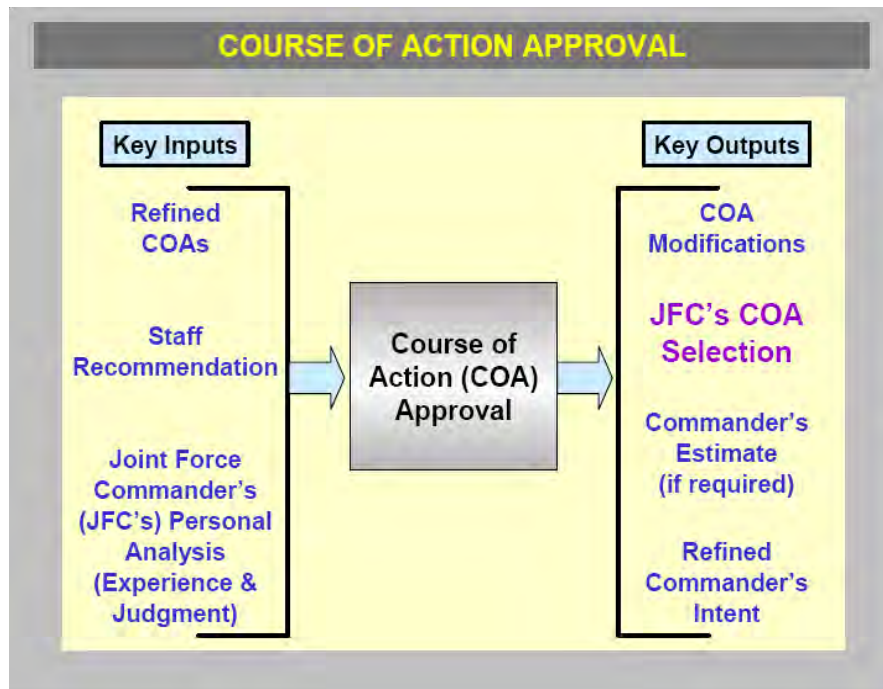 COURSE OF ACTION APPROVAL
Key Inputs
Refined
COAs
Staff
Recommendation
Joint Force
Commander's
(JFC's) Personal
Analysis
(Experience &
Judgment)
Course of
Action (COA)
Approval
Key Outputs
COA
Modifications
JFC's COA
Selection
Commander's
Estimate
(if required)
Refined
Commander's
Intent